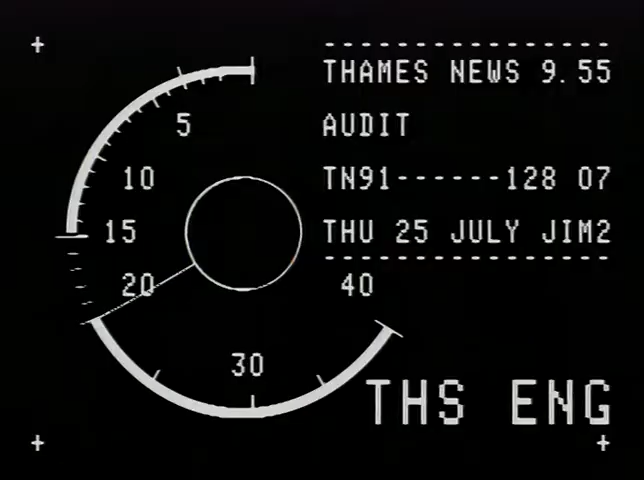 THAMES NEWS 9.55
AUDIT
TN91------128 07
THU 25 JULY JIM2
5
10
15
20
30
40
THS ENG